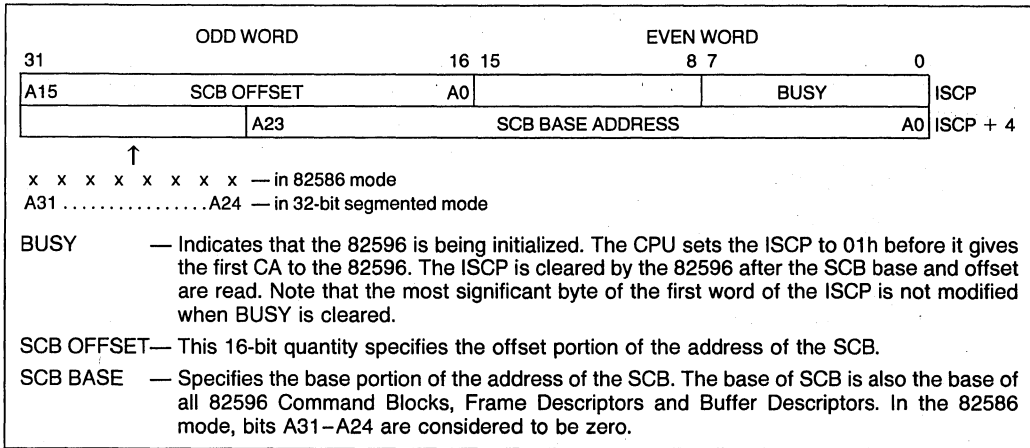 ODD WORD EVEN WORD
31 16 15 8 7 0
A15 SCB OFFSET A0 BUSY ISCP
A23 SCB BASE ADDRESS A0 ISCP + 4
↑
x x x x x x x x — in 82586 mode
A31 ................A24 — in 32-bit segmented mode
BUSY — Indicates that the 82596 is being initialized. The CPU sets the ISCP to 01h before it gives
the first CA to the 82596. The ISCP is cleared by the 82596 after the SCB base and offset
are read. Note that the most significant byte of the first word of the ISCP is not modified
when BUSY is cleared.
SCB OFFSET— This 16-bit quantity specifies the offset portion of the address of the SCB.
SCB BASE — Specifies the base portion of the address of the SCB. The base of SCB is also the base of
all 82596 Command Blocks, Frame Descriptors and Buffer Descriptors. In the 82586
mode, bits A31–A24 are considered to be zero.